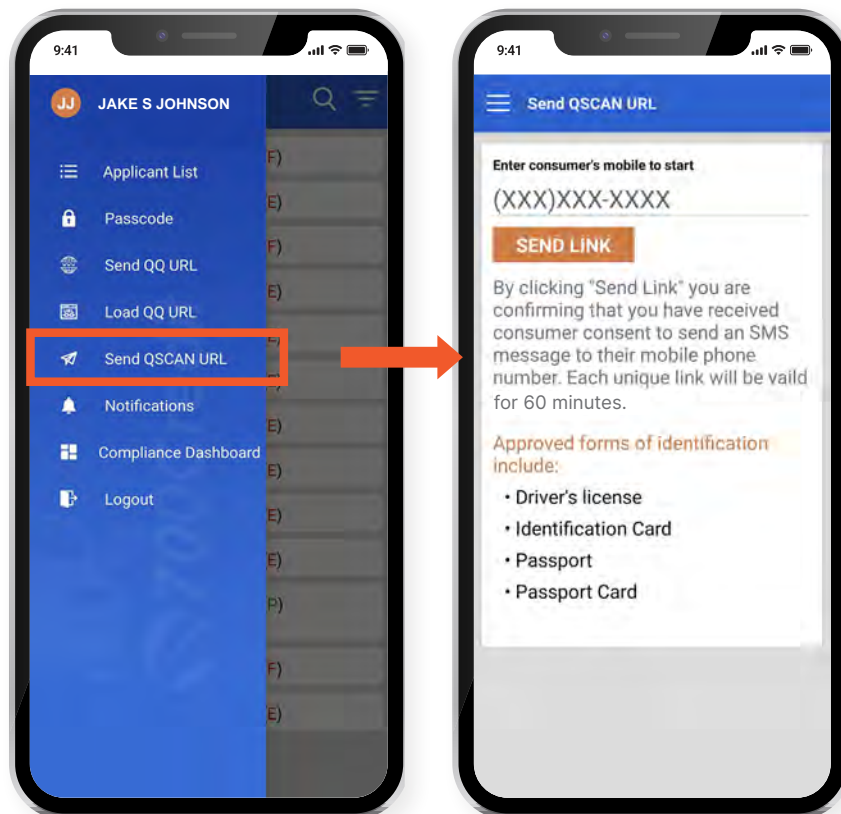 9:41
JJ JAKE S JOHNSON
Applicant List
Passcode
Send QQ URL
Load QQ URL
Send QSCAN URL
Notifications
Compliance Dashboard
Logout
F)
E)
F)
E)
E)
E)
E)
E)
P)
F)
E)
9:41
Send QSCAN URL
Enter consumer's mobile to start
(XXX)XXX-XXXX
SEND LINK
By clicking "Send Link" you are
confirming that you have received
consumer consent to send an SMS
message to their mobile phone
number. Each unique link will be vaild
for 60 minutes.
Approved forms of identification
include:
• Driver's license
• Identification Card
• Passport
• Passport Card